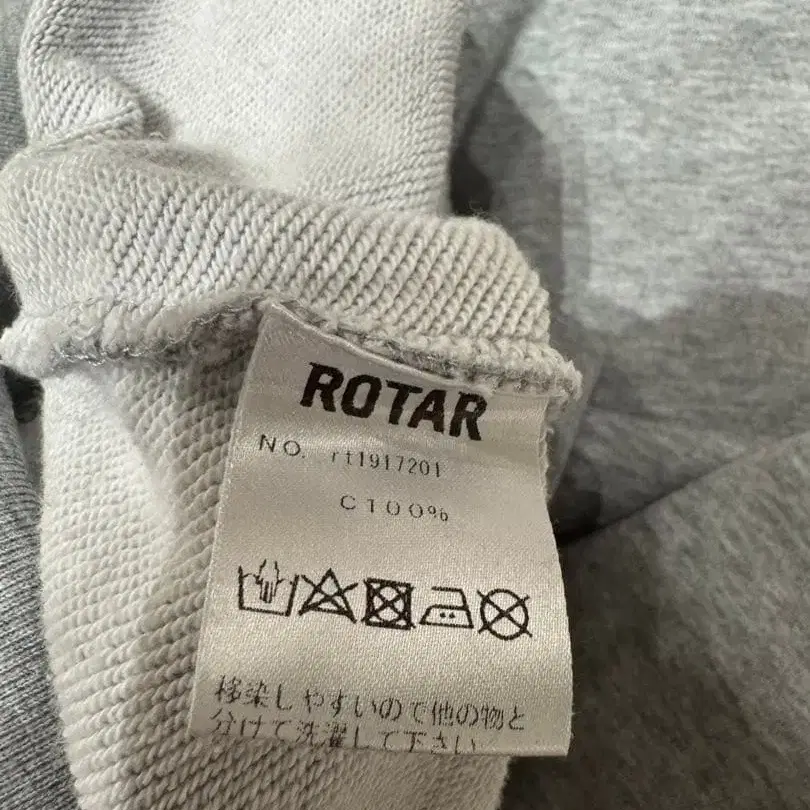 ROTAR
NO. rt1917201
C100%
移染しやすいので他の物と
分けて洗濯して下さい